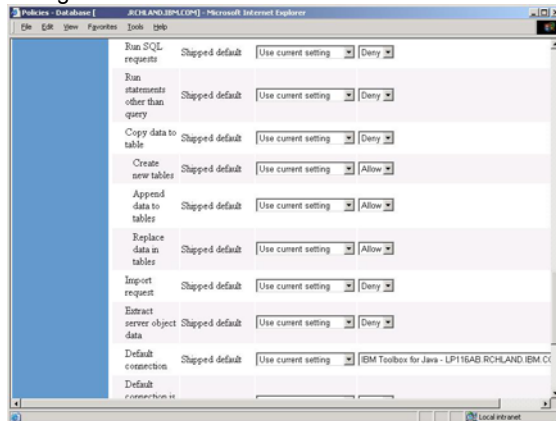 Policies - Database [ .RCHLAND.IBM.COM] - Microsoft Internet Explorer
File Edit View Favorites Tools Help
Run SQL requests Shipped default Use current setting Deny
Run statements other than query Shipped default Use current setting Deny
Copy data to table Shipped default Use current setting Deny
Create new tables Shipped default Use current setting Allow
Append data to tables Shipped default Use current setting Allow
Replace data in tables Shipped default Use current setting Allow
Import request Shipped default Use current setting Deny
Extract server object data Shipped default Use current setting Deny
Default connection Shipped default Use current setting IBM Toolbox for Java - LP116AB.RCHLAND.IBM.CO
Default connection is
Local intranet